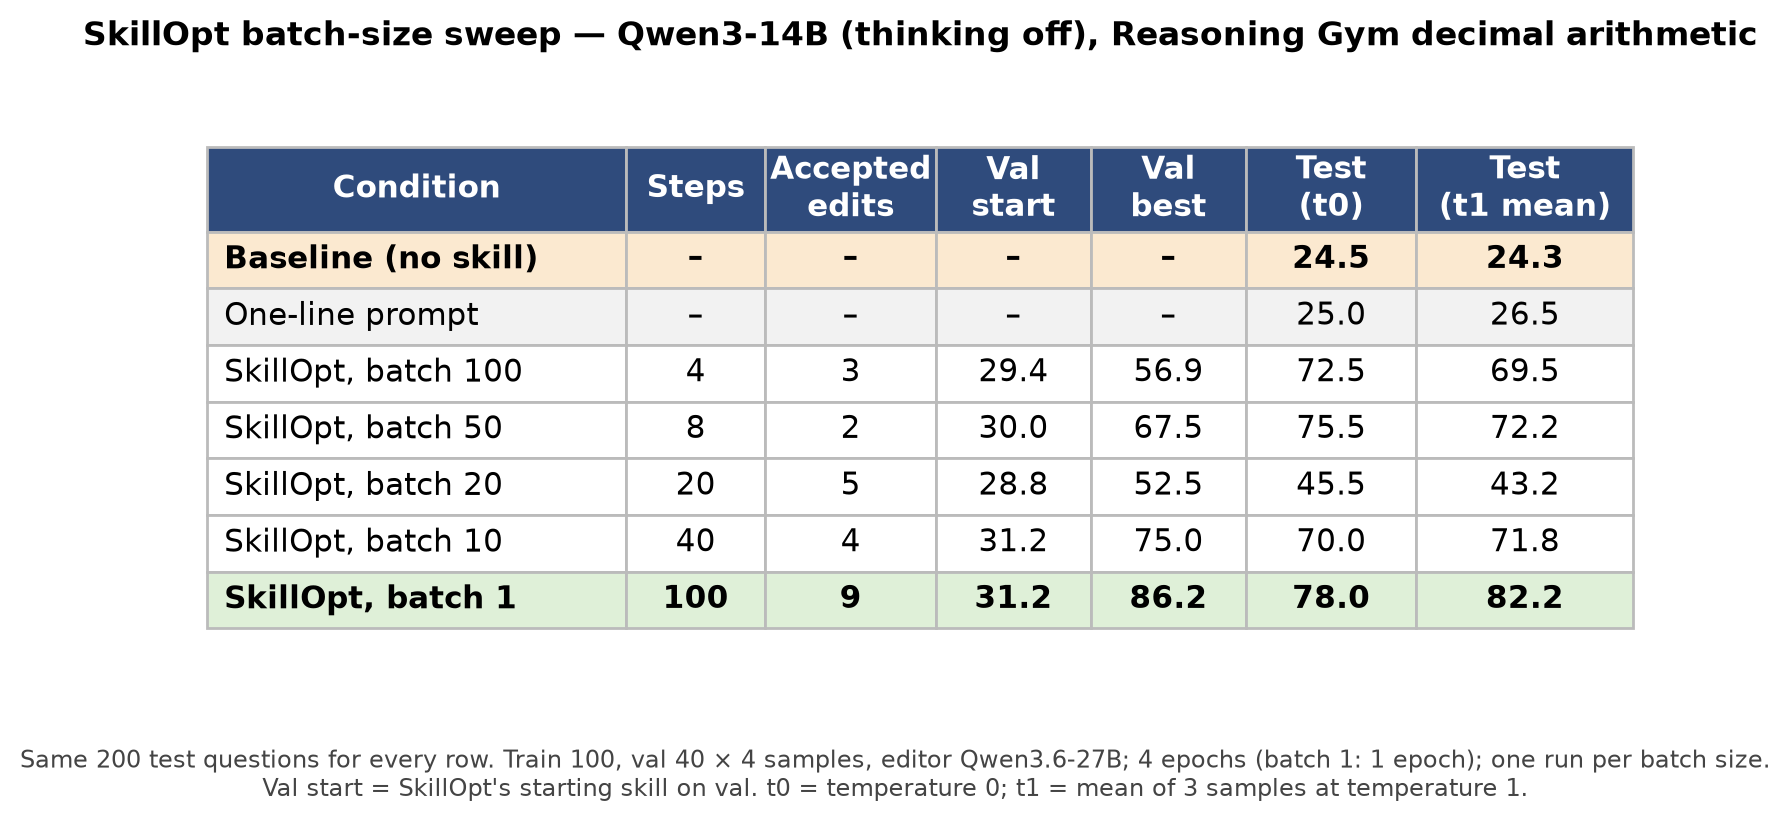 SkillOpt batch-size sweep — Qwen3-14B (thinking off), Reasoning Gym decimal arithmetic
Condition Steps Accepted edits Val start Val best Test (t0) Test (t1 mean)
Baseline (no skill) – – – – 24.5 24.3
One-line prompt – – – – 25.0 26.5
SkillOpt, batch 100 4 3 29.4 56.9 72.5 69.5
SkillOpt, batch 50 8 2 30.0 67.5 75.5 72.2
SkillOpt, batch 20 20 5 28.8 52.5 45.5 43.2
SkillOpt, batch 10 40 4 31.2 75.0 70.0 71.8
SkillOpt, batch 1 100 9 31.2 86.2 78.0 82.2
Same 200 test questions for every row. Train 100, val 40 × 4 samples, editor Qwen3.6-27B; 4 epochs (batch 1: 1 epoch); one run per batch size.
Val start = SkillOpt's starting skill on val. t0 = temperature 0; t1 = mean of 3 samples at temperature 1.